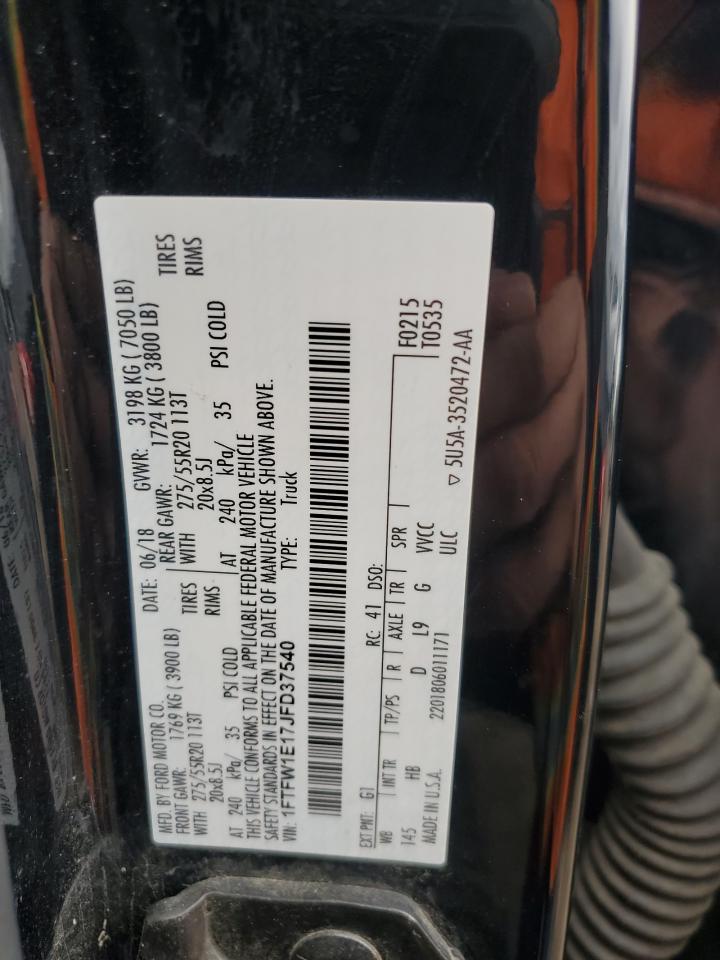 MFD. BY FORD MOTOR CO. DATE: 06/18 GVWR: 3198 KG ( 7050 LB)
FRONT GAWR: 1769 KG ( 3900 LB) REAR GAWR: 1724 KG ( 3800 LB)
WITH 275/55R20 113T TIRES WITH 275/55R20 113T TIRES
20x8.5J RIMS 20x8.5J RIMS
AT 240 kPa/ 35 PSI COLD AT 240 kPa/ 35 PSI COLD
THIS VEHICLE CONFORMS TO ALL APPLICABLE FEDERAL MOTOR VEHICLE
SAFETY STANDARDS IN EFFECT ON THE DATE OF MANUFACTURE SHOWN ABOVE.
VIN: 1FTFW1E17JFD37540 TYPE: Truck
EXT PNT: G1 RC: 41 DSO: F0215
WB INT TR TP/PS R AXLE TR SPR T0535
145 HB D L9 G VVCC
MADE IN U.S.A. 2201806011171 ULC 5U5A-3520472-AA